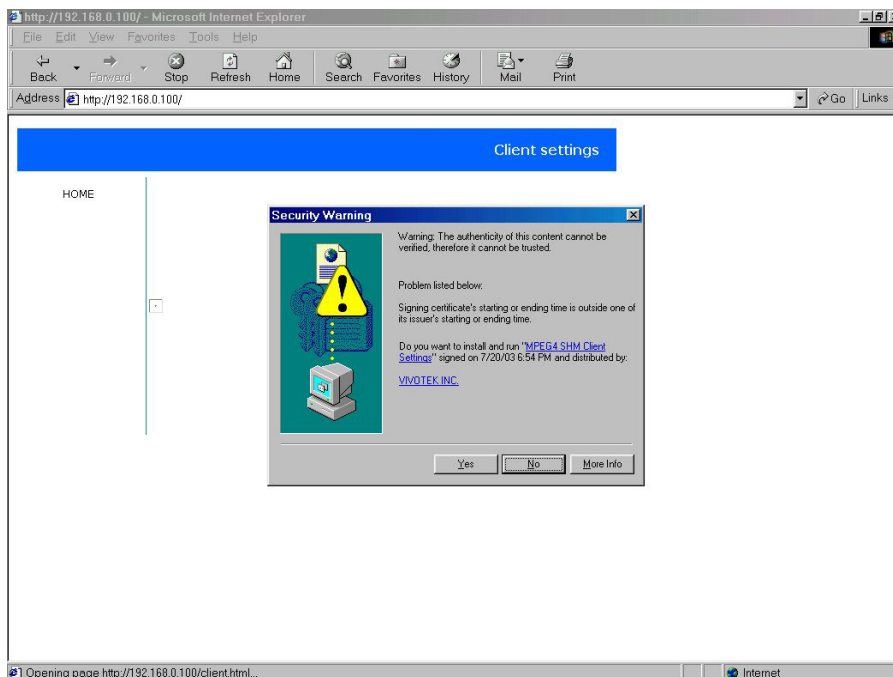 http://192.168.0.100/ - Microsoft Internet Explorer
File Edit View Favorites Tools Help
Back Forward Stop Refresh Home Search Favorites History Mail Print
Address http://192.168.0.100/ Go Links
Client settings
HOME
Security Warning
Warning: The authenticity of this content cannot be
verified, therefore it cannot be trusted.
Problem listed below:
Signing certificate's starting or ending time is outside one of
its issuer's starting or ending time.
Do you want to install and run "MPEG4 SHM Client
Settings" signed on 7/20/03 6:54 PM and distributed by:
VIVOTEK INC.
Yes No More Info
Opening page http://192.168.0.100/client.html... Internet